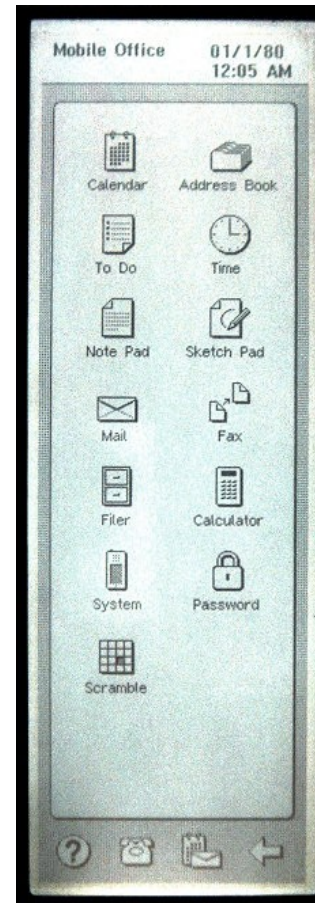 Mobile Office 01/1/80
12:05 AM
Calendar Address Book
To Do Time
Note Pad Sketch Pad
Mail Fax
Filer Calculator
System Password
Scramble
?